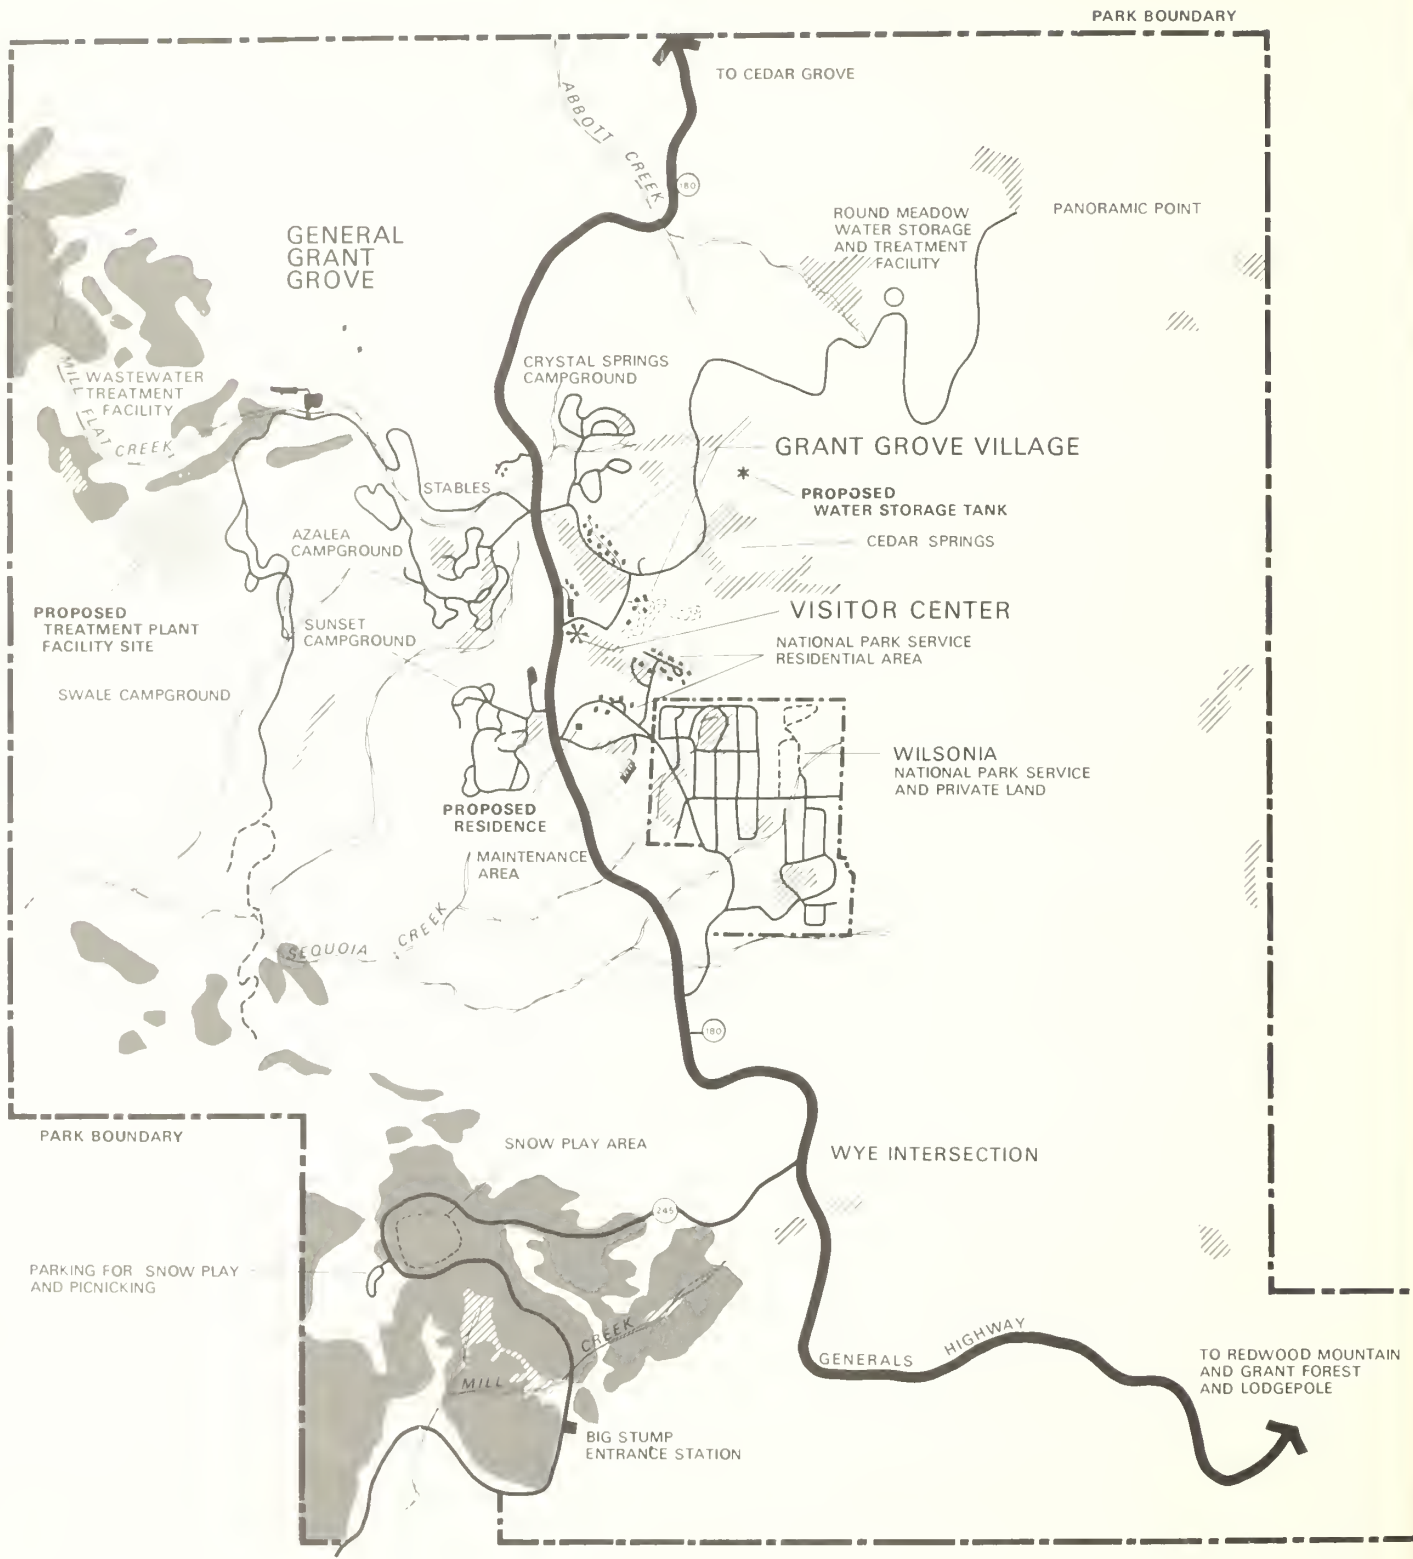 PARK BOUNDARY
TO CEDAR GROVE
ABBOTT CREEK
180
PANORAMIC POINT
ROUND MEADOW
WATER STORAGE
AND TREATMENT
FACILITY
GENERAL
GRANT
GROVE
CRYSTAL SPRINGS
CAMPGROUND
WASTEWATER
TREATMENT
FACILITY
MILL FLAT CREEK
GRANT GROVE VILLAGE
STABLES
PROPOSED
WATER STORAGE TANK
AZALEA
CAMPGROUND
CEDAR SPRINGS
PROPOSED
TREATMENT PLANT
FACILITY SITE
SUNSET
CAMPGROUND
VISITOR CENTER
NATIONAL PARK SERVICE
RESIDENTIAL AREA
SWALE CAMPGROUND
WILSONIA
NATIONAL PARK SERVICE
AND PRIVATE LAND
PROPOSED
RESIDENCE
MAINTENANCE
AREA
SEQUOIA CREEK
180
PARK BOUNDARY
SNOW PLAY AREA
WYE INTERSECTION
245
PARKING FOR SNOW PLAY
AND PICNICKING
MILL CREEK
GENERALS HIGHWAY
TO REDWOOD MOUNTAIN
AND GRANT FOREST
AND LODGEPOLE
BIG STUMP
ENTRANCE STATION